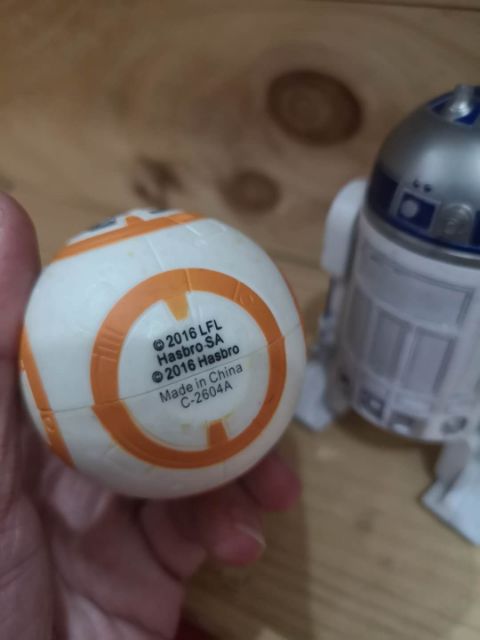 © 2016 LFL
Hasbro SA
© 2016 Hasbro
Made in China
C-2604A